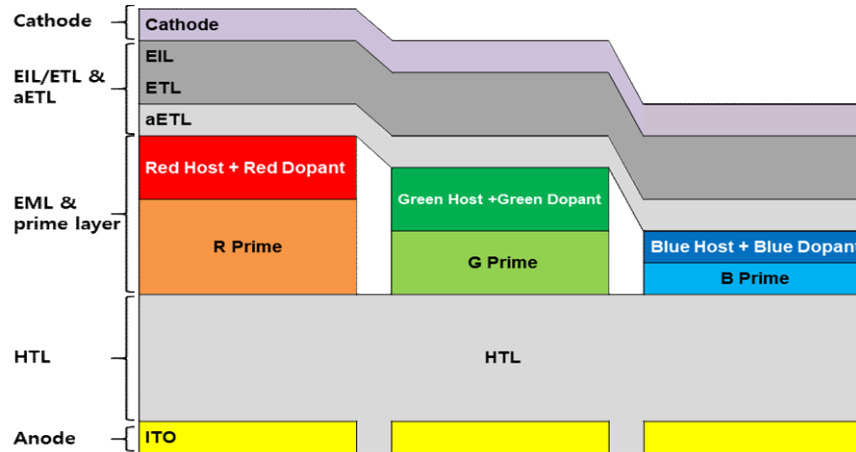 Cathode
Cathode
EIL/ETL &
aETL
EIL
ETL
aETL
EML &
prime layer
Red Host + Red Dopant
R Prime
Green Host +Green Dopant
G Prime
Blue Host + Blue Dopant
B Prime
HTL
HTL
Anode
ITO